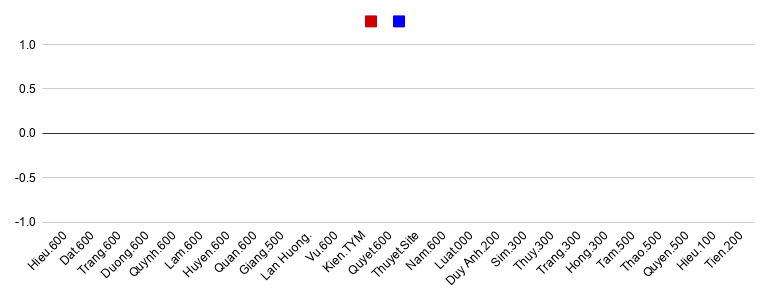 1.0
0.5
0.0
-0.5
-1.0
Hieu.600
Dat.600
Trang.600
Duong.600
Quynh.600
Lam.600
Huyen.600
Quan.600
Giang.500
Lan Huong.
Vu.600
Kien.TYM
Quyet.600
Thuyet.Site
Nam.600
Luat.000
Duy Anh.200
Sim.300
Thuy.300
Trang.300
Hong.300
Tam.500
Thao.500
Quyen.500
Hieu.100
Tien.200